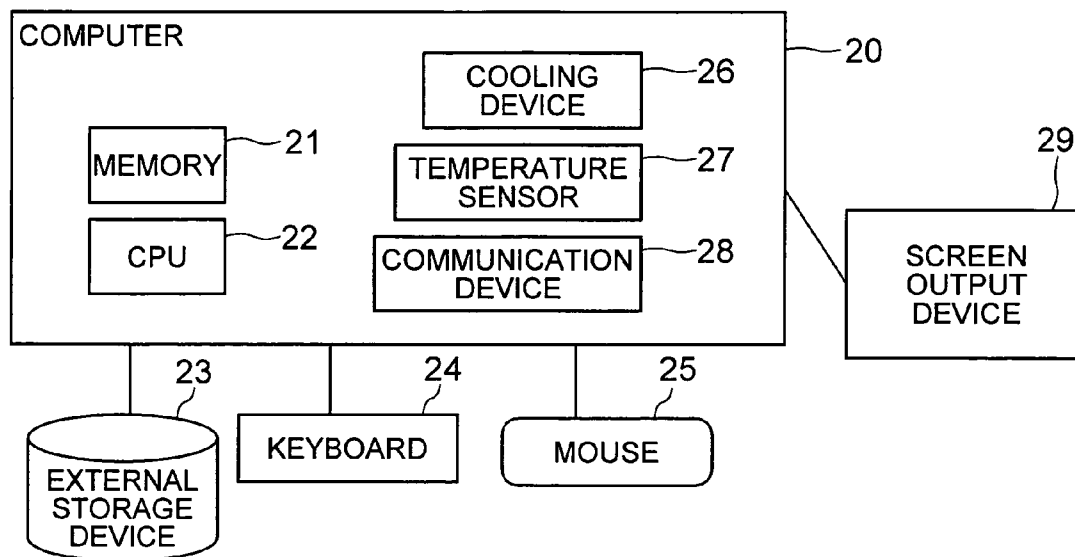 COMPUTER
20
COOLING
DEVICE
26
MEMORY
21
TEMPERATURE
SENSOR
27
CPU
22
COMMUNICATION
DEVICE
28
29
SCREEN
OUTPUT
DEVICE
23
EXTERNAL
STORAGE
DEVICE
24
KEYBOARD
25
MOUSE